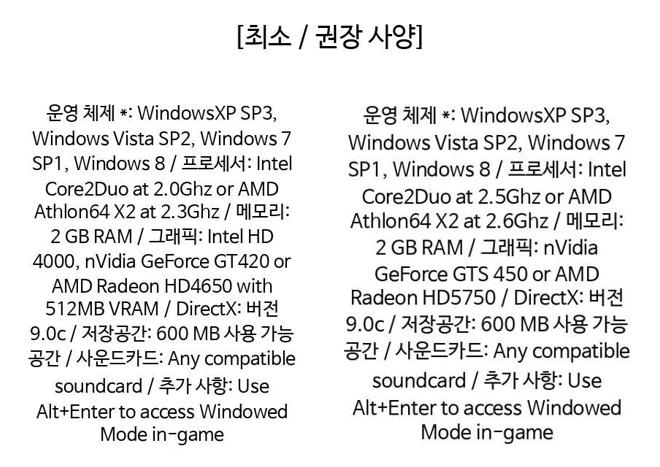 [최소 / 권장 사양]
운영 체제 *: WindowsXP SP3,
Windows Vista SP2, Windows 7
SP1, Windows 8 / 프로세서: Intel
Core2Duo at 2.0Ghz or AMD
Athlon64 X2 at 2.3Ghz / 메모리:
2 GB RAM / 그래픽: Intel HD
4000, nVidia GeForce GT420 or
AMD Radeon HD4650 with
512MB VRAM / DirectX: 버전
9.0c / 저장공간: 600 MB 사용 가능
공간 / 사운드카드: Any compatible
soundcard / 추가 사항: Use
Alt+Enter to access Windowed
Mode in-game
운영 체제 *: WindowsXP SP3,
Windows Vista SP2, Windows 7
SP1, Windows 8 / 프로세서: Intel
Core2Duo at 2.5Ghz or AMD
Athlon64 X2 at 2.6Ghz / 메모리:
2 GB RAM / 그래픽: nVidia
GeForce GTS 450 or AMD
Radeon HD5750 / DirectX: 버전
9.0c / 저장공간: 600 MB 사용 가능
공간 / 사운드카드: Any compatible
soundcard / 추가 사항: Use
Alt+Enter to access Windowed
Mode in-game